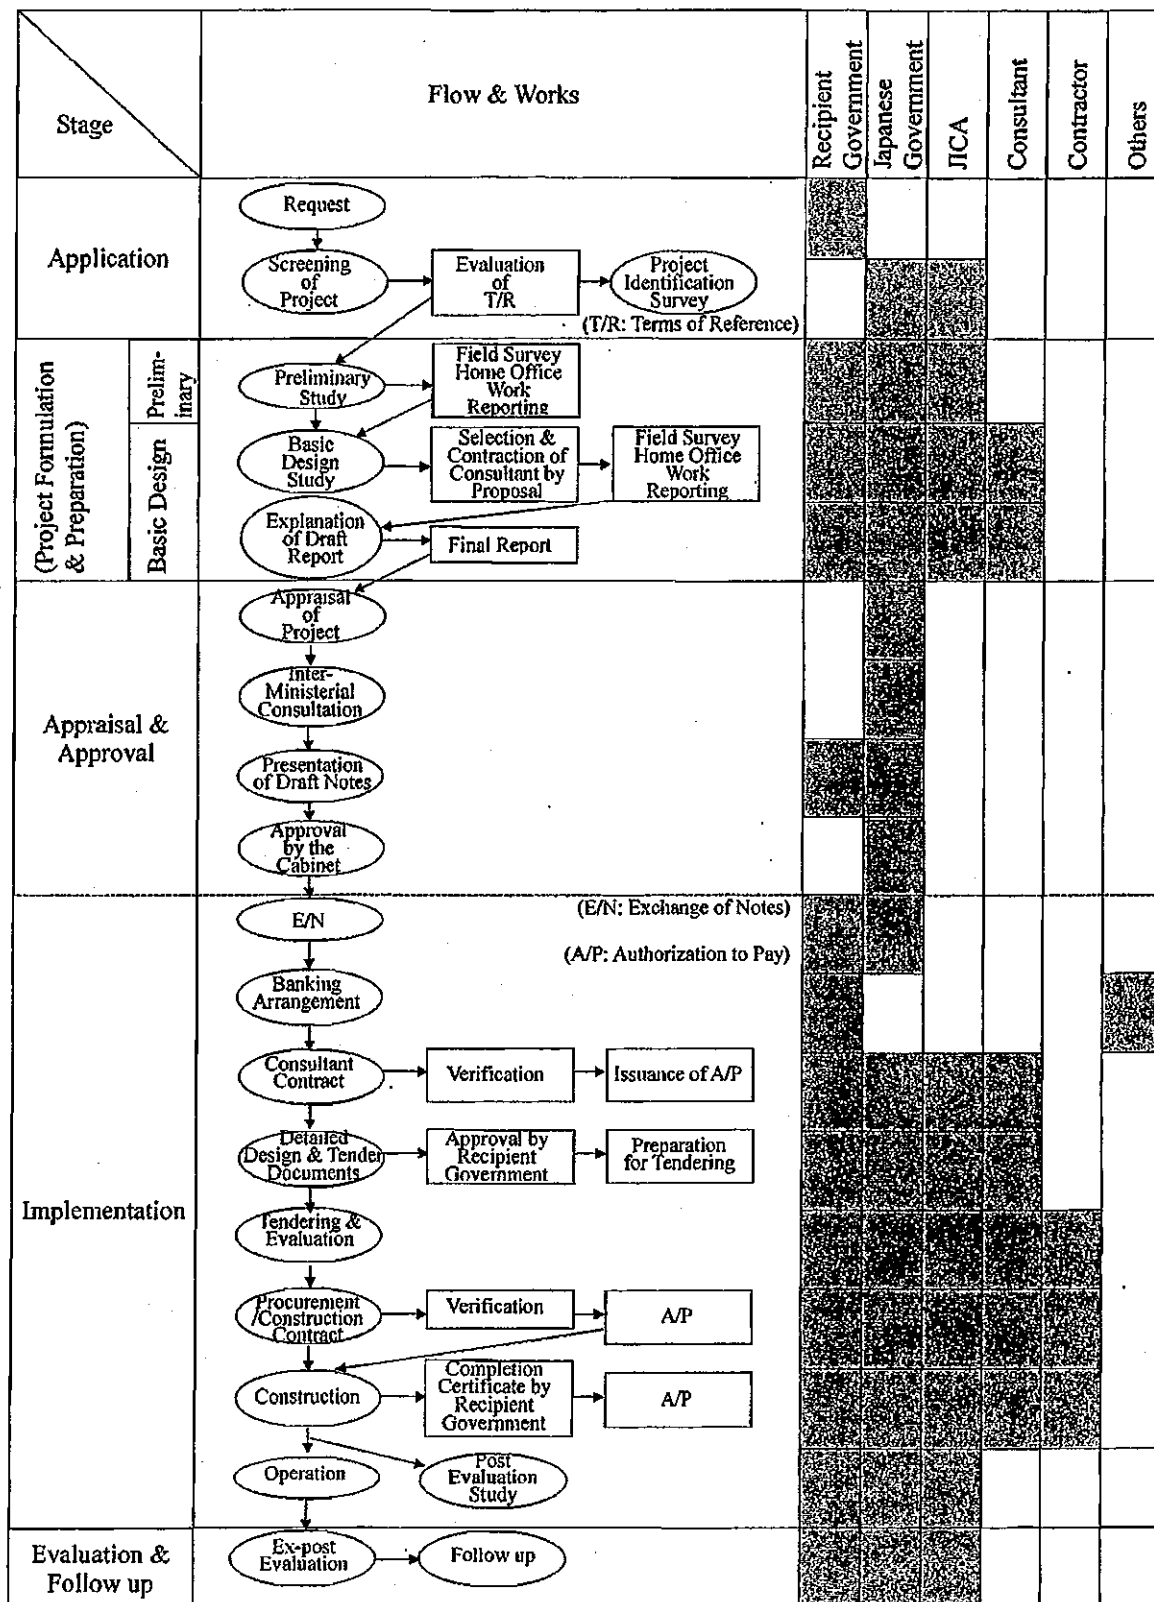 Stage
Flow & Works
Recipient
Government
Japanese
Government
JICA
Consultant
Contractor
Others
Application
Request
Screening
of
Project
Evaluation
of
T/R
Project
Identification
Survey
(T/R: Terms of Reference)
(Project Formulation
& Preparation)
Prelim-
inary
Preliminary
Study
Field Survey
Home Office
Work
Reporting
Basic Design
Basic
Design
Study
Selection &
Contraction of
Consultant by
Proposal
Field Survey
Home Office
Work
Reporting
Explanation
of Draft
Report
Final Report
Appraisal &
Approval
Appraisal
of
Project
Inter-
Ministerial
Consultation
Presentation
of Draft Notes
Approval
by the
Cabinet
Implementation
E/N
(E/N: Exchange of Notes)
(A/P: Authorization to Pay)
Banking
Arrangement
Consultant
Contract
Verification
Issuance of A/P
Detailed
Design & Tender
Documents
Approval by
Recipient
Government
Preparation
for Tendering
Tendering &
Evaluation
Procurement
/Construction
Contract
Verification
A/P
Construction
Completion
Certificate by
Recipient
Government
A/P
Operation
Post
Evaluation
Study
Evaluation &
Follow up
Ex-post
Evaluation
Follow up